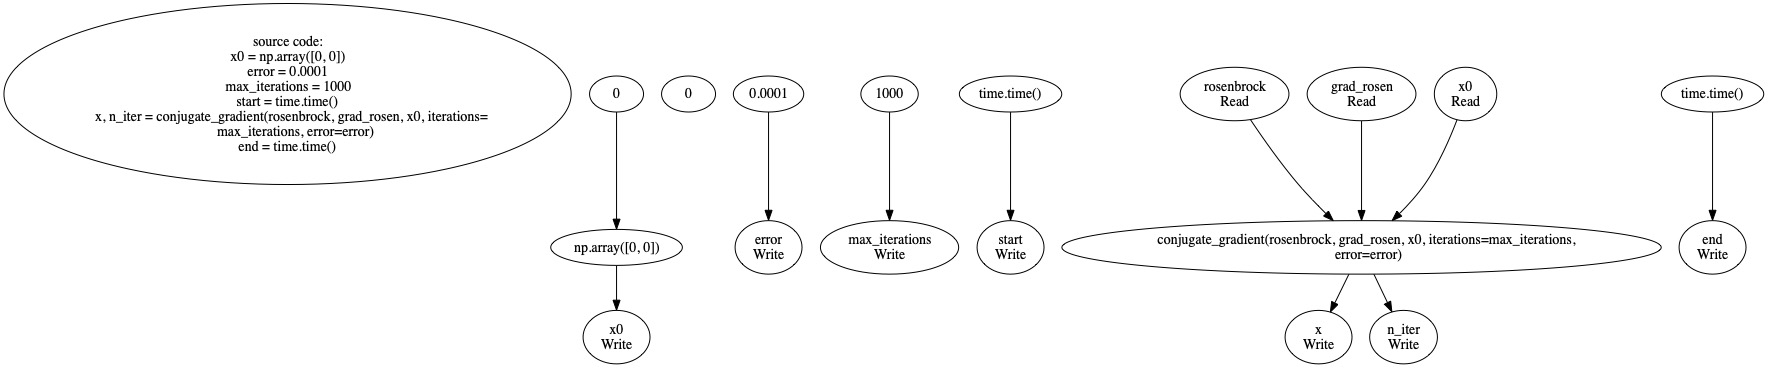 source code:
x0 = np.array([0, 0])
error = 0.0001
max_iterations = 1000
start = time.time()
x, n_iter = conjugate_gradient(rosenbrock, grad_rosen, x0, iterations=
max_iterations, error=error)
end = time.time()
0
0
0.0001
1000
time.time()
rosenbrock
Read
grad_rosen
Read
x0
Read
time.time()
np.array([0, 0])
error
Write
max_iterations
Write
start
Write
conjugate_gradient(rosenbrock, grad_rosen, x0, iterations=max_iterations,
error=error)
end
Write
x0
Write
x
Write
n_iter
Write